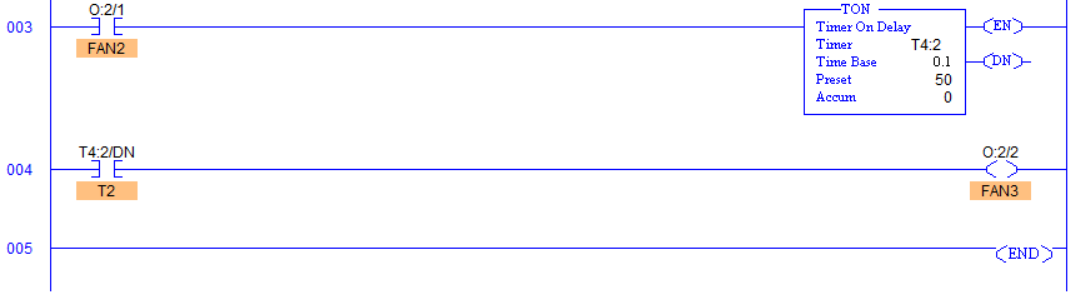 O:2/1
TON
003
Timer On Delay
EN
FAN2
Timer T4:2
Time Base 0.1
DN
Preset 50
Accum 0
T4:2/DN
O:2/2
004
T2
FAN3
005
END